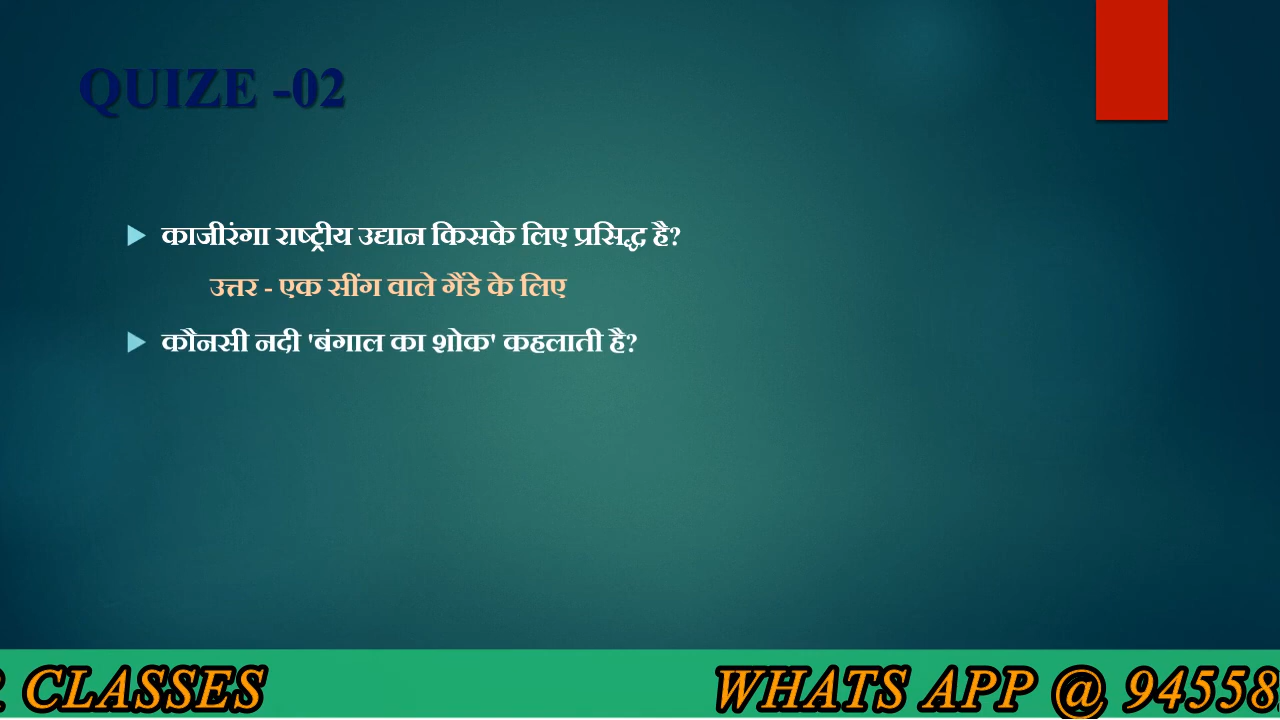 QUIZE -02
काजीरंगा राष्ट्रीय उद्यान किसके लिए प्रसिद्ध है?
उत्तर - एक सींग वाले गैंडे के लिए
कौनसी नदी 'बंगाल का शोक' कहलाती है?
CLASSES
WHATS APP @ 94558